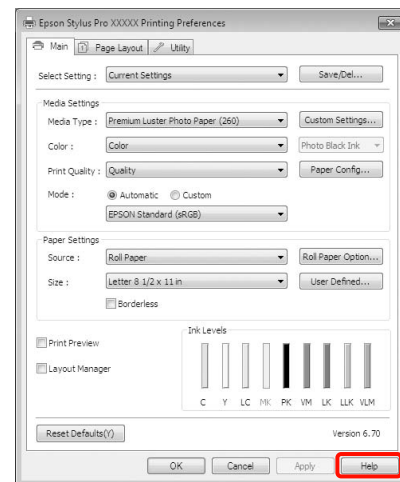 Epson Stylus Pro XXXXX Printing Preferences
Main Page Layout Utility
Select Setting : Current Settings Save/Del...
Media Settings
Media Type : Premium Luster Photo Paper (260) Custom Settings...
Color : Color Photo Black Ink
Print Quality : Quality Paper Config...
Mode : Automatic Custom
EPSON Standard (sRGB)
Paper Settings
Source : Roll Paper Roll Paper Option...
Size : Letter 8 1/2 x 11 in User Defined...
Borderless
Print Preview
Layout Manager
Ink Levels
C Y LC MK PK VM LK LLK VLM
Reset Defaults(Y) Version 6.70
OK Cancel Apply Help